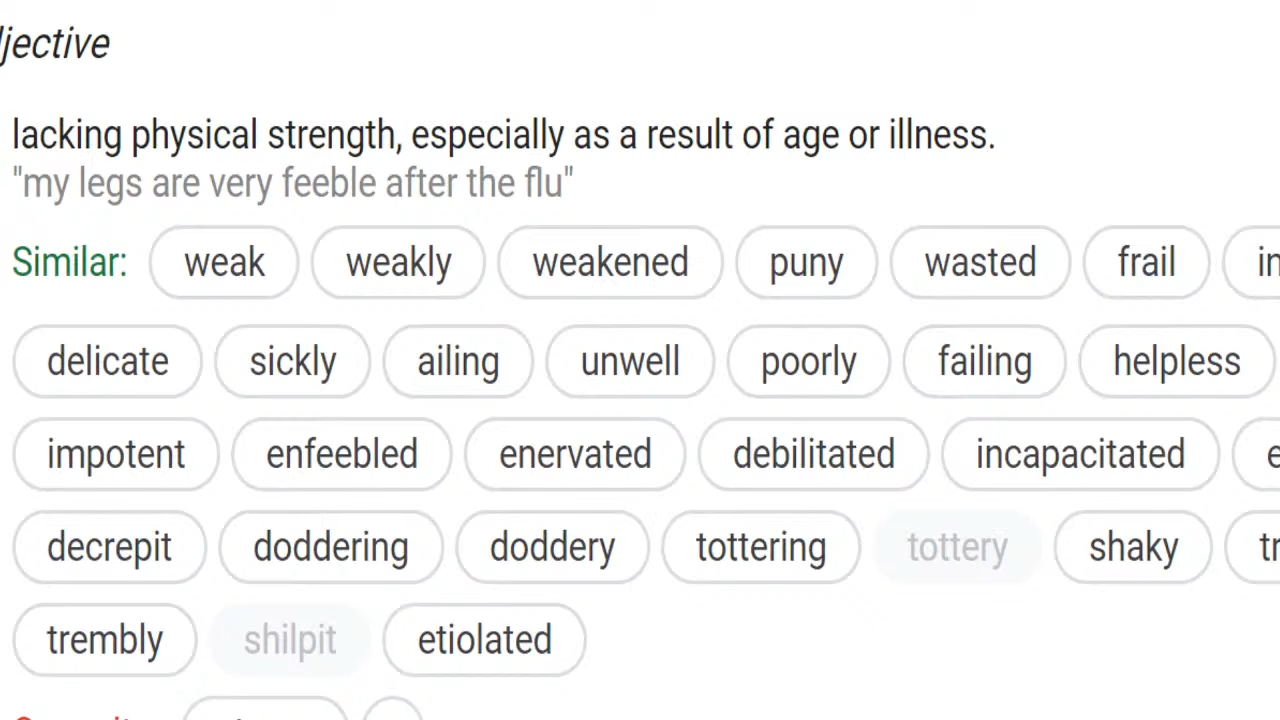 jective
lacking physical strength, especially as a result of age or illness.
"my legs are very feeble after the flu"
Similar: weak weakly weakened puny wasted frail
delicate sickly ailing unwell poorly failing helpless
impotent enfeebled enervated debilitated incapacitated
decrepit doddering doddery tottering tottery shaky
trembly shilpit etiolated